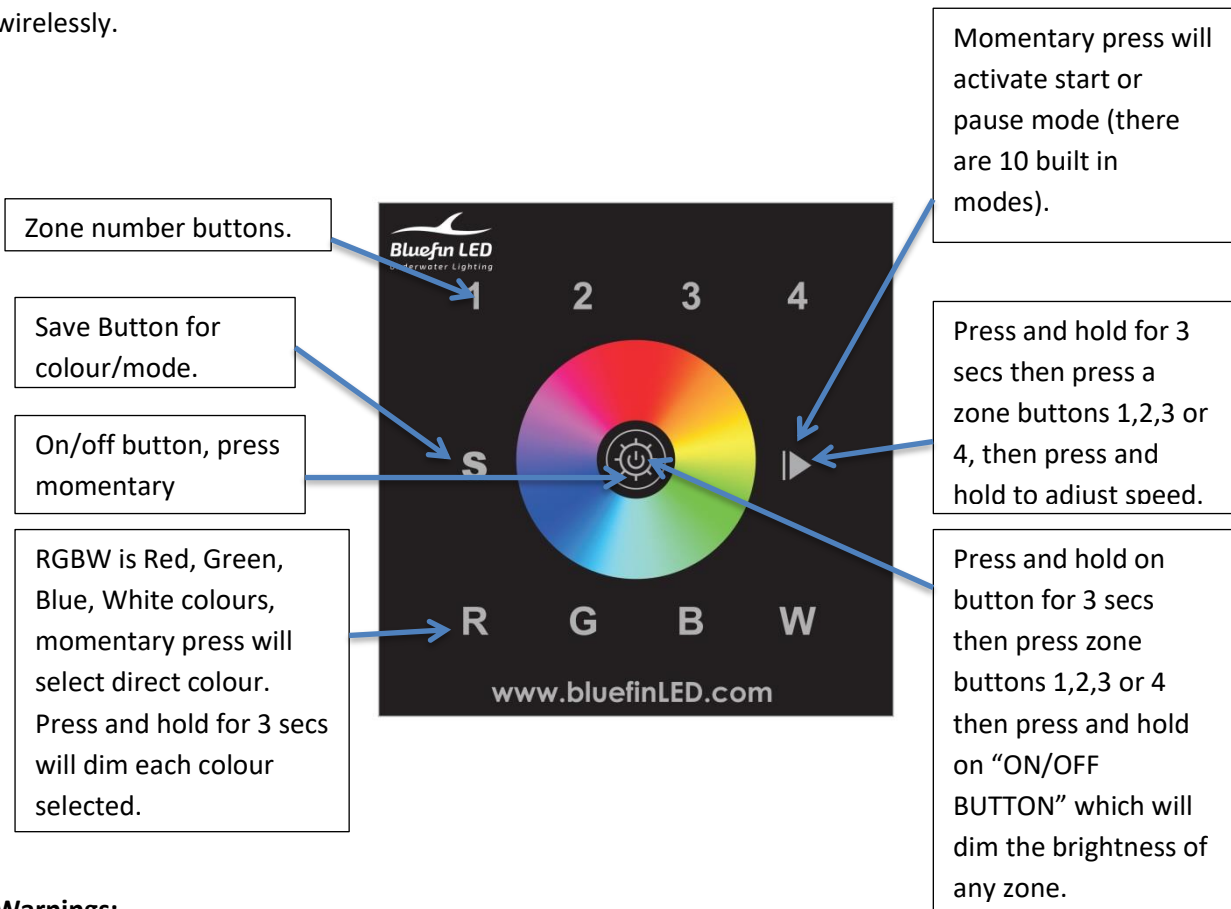 wirelessly.
Momentary press will
activate start or
pause mode (there
are 10 built in
modes).
Zone number buttons.
Save Button for
colour/mode.
On/off button, press
momentary
RGBW is Red, Green,
Blue, White colours,
momentary press will
select direct colour.
Press and hold for 3 secs
will dim each colour
selected.
Bluefin LED
Underwater Lighting
1 2 3 4
S
R G B W
www.bluefinLED.com
Press and hold for 3
secs then press a
zone buttons 1,2,3 or
4, then press and
hold to adjust speed.
Press and hold on
button for 3 secs
then press zone
buttons 1,2,3 or 4
then press and hold
on “ON/OFF
BUTTON” which will
dim the brightness of
any zone.
Warnings: